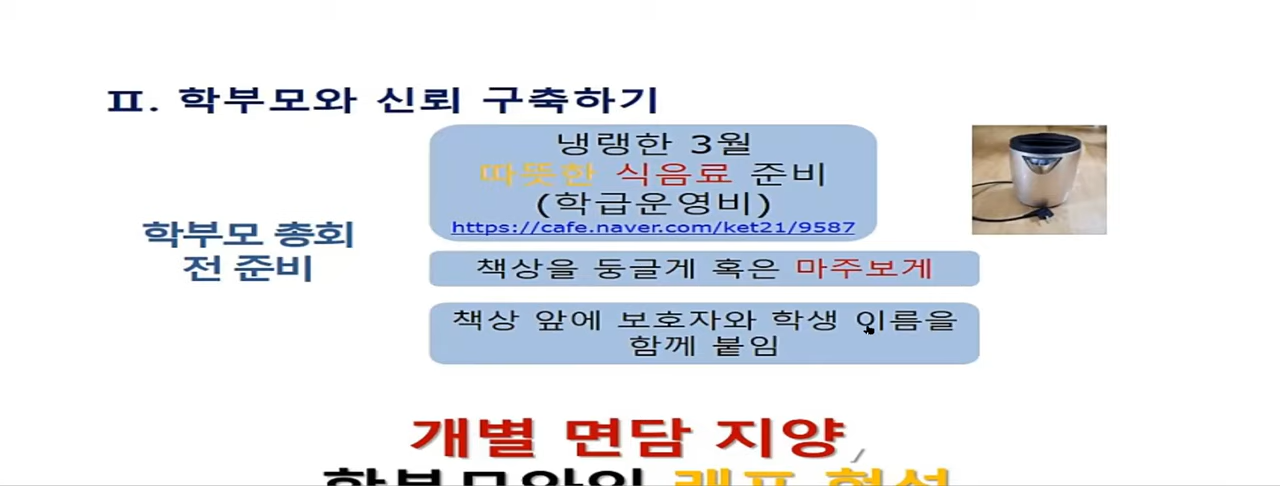 Ⅱ. 학부모와 신뢰 구축하기
냉랭한 3월
따뜻한 식음료 준비
(학급운영비)
https://cafe.naver.com/ket21/9587
학부모 총회
전 준비
책상을 둥글게 혹은 마주보게
책상 앞에 보호자와 학생 이름을
함께 붙임
개별 면담 지양,